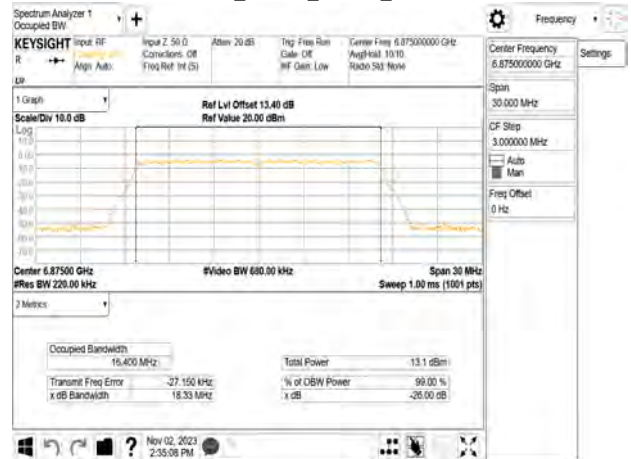 Spectrum Analyzer 1
Occupied BW
+
Frequency
KEYSIGHT
R
Input: RF
Align: Auto
Input Z: 50 Ω
Corrections: Off
Freq Ref: Int (S)
Atten: 20 dB
Trig: Free Run
Gate: Off
#IF Gain: Low
Center Freq: 6.875000000 GHz
Avg|Hold: 10/10
Radio Std: None
Center Frequency
6.875000000 GHz
Settings
Span
30.000 MHz
CF Step
3.000000 MHz
Auto
Man
Freq Offset
0 Hz
1 Graph
Scale/Div 10.0 dB
Ref Lvl Offset 13.40 dB
Ref Value 20.00 dBm
Log
10.0
0.00
Center 6.87500 GHz
#Res BW 220.00 kHz
#Video BW 680.00 kHz
Span 30 MHz
Sweep 1.00 ms (1001 pts)
2 Metrics
Occupied Bandwidth
16.400 MHz
Total Power 13.1 dBm
Transmit Freq Error -27.150 kHz
% of OBW Power 99.00 %
x dB Bandwidth 18.33 MHz
x dB -26.00 dB
?
Nov 02, 2023
2:35:08 PM